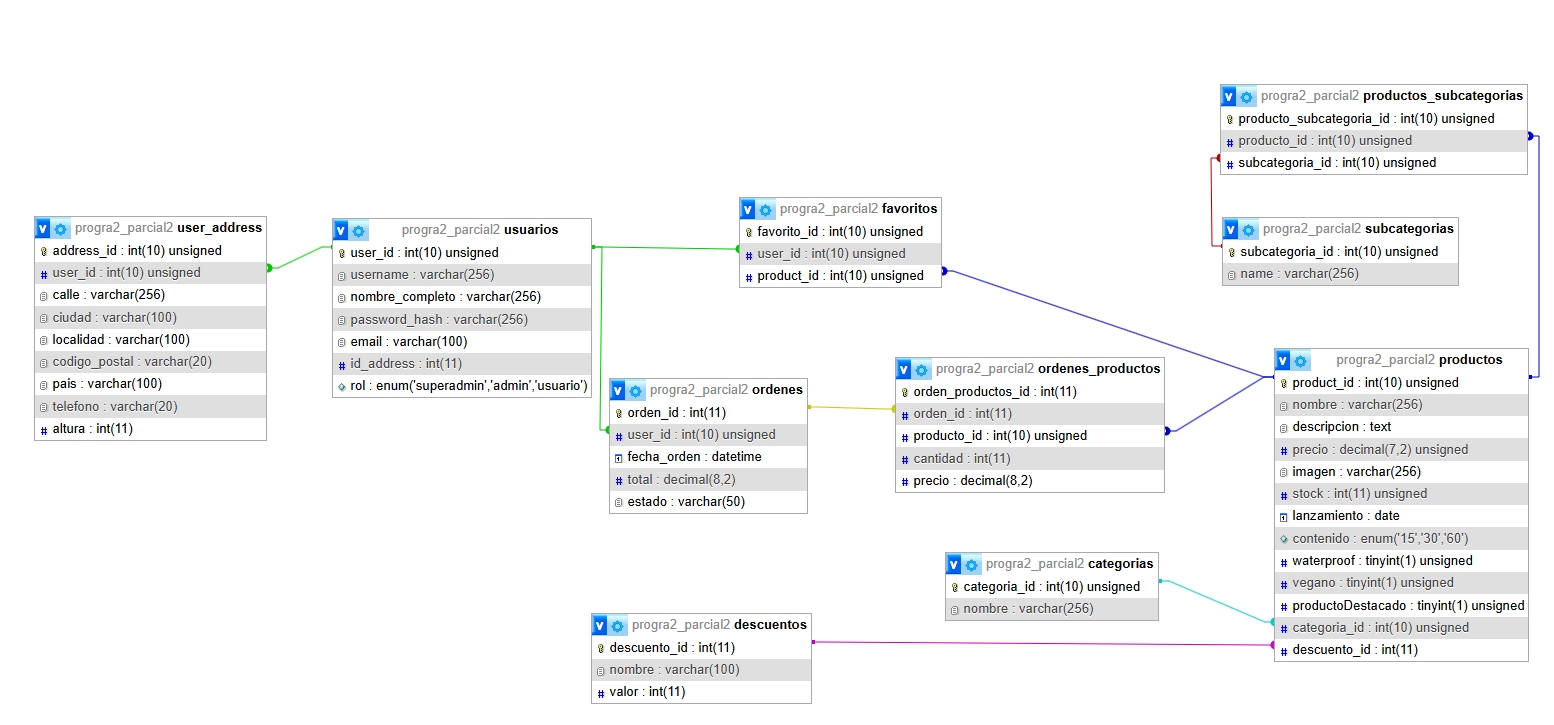 progra2_parcial2 productos_subcategorias
producto_subcategoria_id : int(10) unsigned
producto_id : int(10) unsigned
subcategoria_id : int(10) unsigned
progra2_parcial2 favoritos
favorito_id : int(10) unsigned
user_id : int(10) unsigned
product_id : int(10) unsigned
progra2_parcial2 user_address
address_id : int(10) unsigned
user_id : int(10) unsigned
calle : varchar(256)
ciudad : varchar(100)
localidad : varchar(100)
codigo_postal : varchar(20)
pais : varchar(100)
telefono : varchar(20)
altura : int(11)
progra2_parcial2 usuarios
user_id : int(10) unsigned
username : varchar(256)
nombre_completo : varchar(256)
password_hash : varchar(256)
email : varchar(100)
id_address : int(11)
rol : enum('superadmin','admin','usuario')
progra2_parcial2 subcategorias
subcategoria_id : int(10) unsigned
name : varchar(256)
progra2_parcial2 ordenes
orden_id : int(11)
user_id : int(10) unsigned
fecha_orden : datetime
total : decimal(8,2)
estado : varchar(50)
progra2_parcial2 ordenes_productos
orden_productos_id : int(11)
orden_id : int(11)
producto_id : int(10) unsigned
cantidad : int(11)
precio : decimal(8,2)
progra2_parcial2 productos
product_id : int(10) unsigned
nombre : varchar(256)
descripcion : text
precio : decimal(7,2) unsigned
imagen : varchar(256)
stock : int(11) unsigned
lanzamiento : date
contenido : enum('15','30','60')
waterproof : tinyint(1) unsigned
vegano : tinyint(1) unsigned
productoDestacado : tinyint(1) unsigned
categoria_id : int(10) unsigned
descuento_id : int(11)
progra2_parcial2 categorias
categoria_id : int(10) unsigned
nombre : varchar(256)
progra2_parcial2 descuentos
descuento_id : int(11)
nombre : varchar(100)
valor : int(11)